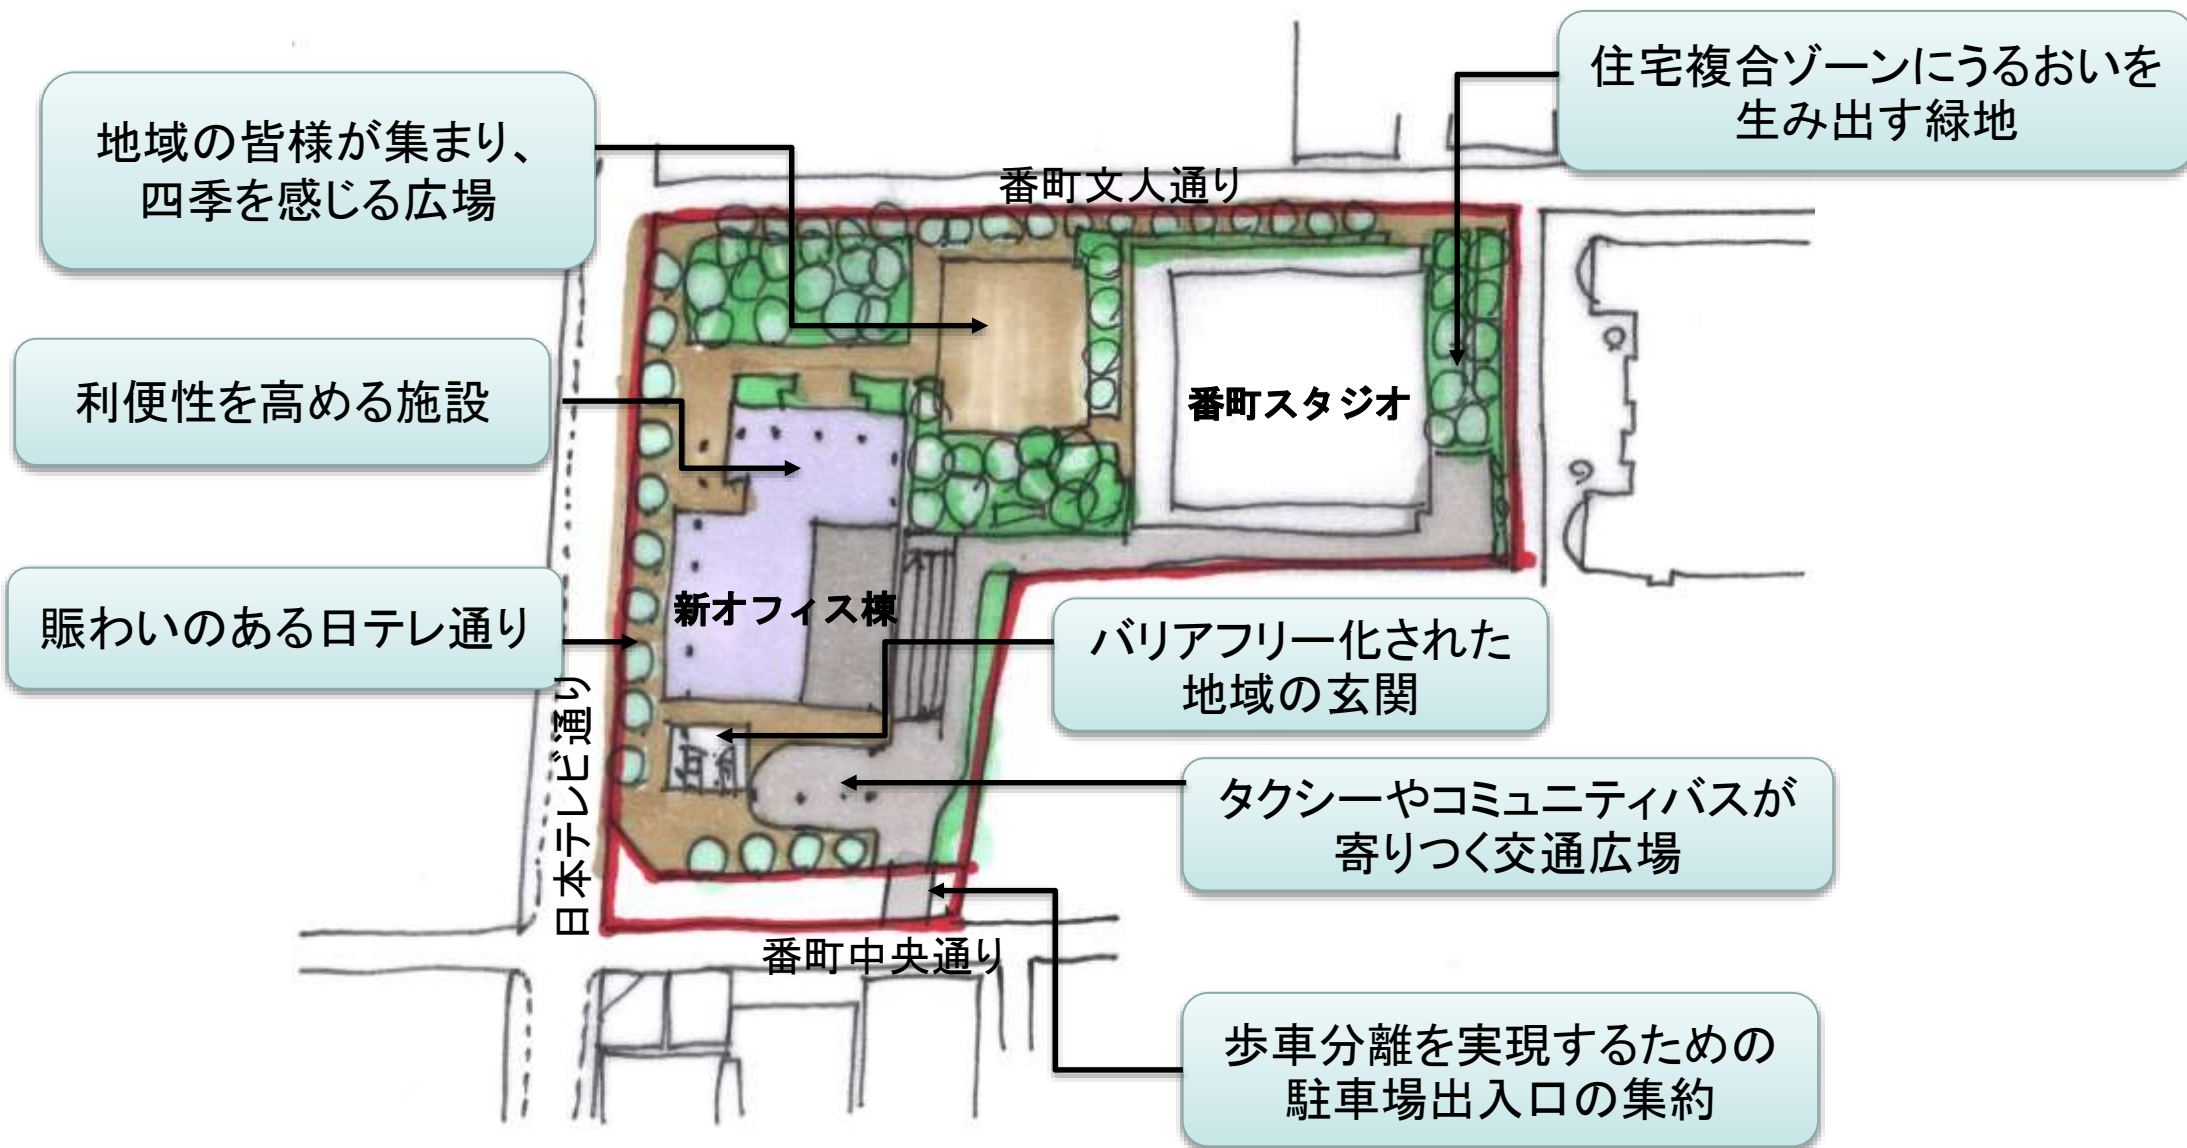 住宅複合ゾーンにうるおいを
生み出す緑地
地域の皆様が集まり、
四季を感じる広場
番町文人通り
利便性を高める施設
番町スタジオ
賑わいのある日テレ通り
新オフィス棟
バリアフリー化された
地域の玄関
日本テレビ通り
タクシーやコミュニティバスが
寄りつく交通広場
番町中央通り
歩車分離を実現するための
駐車場出入口の集約